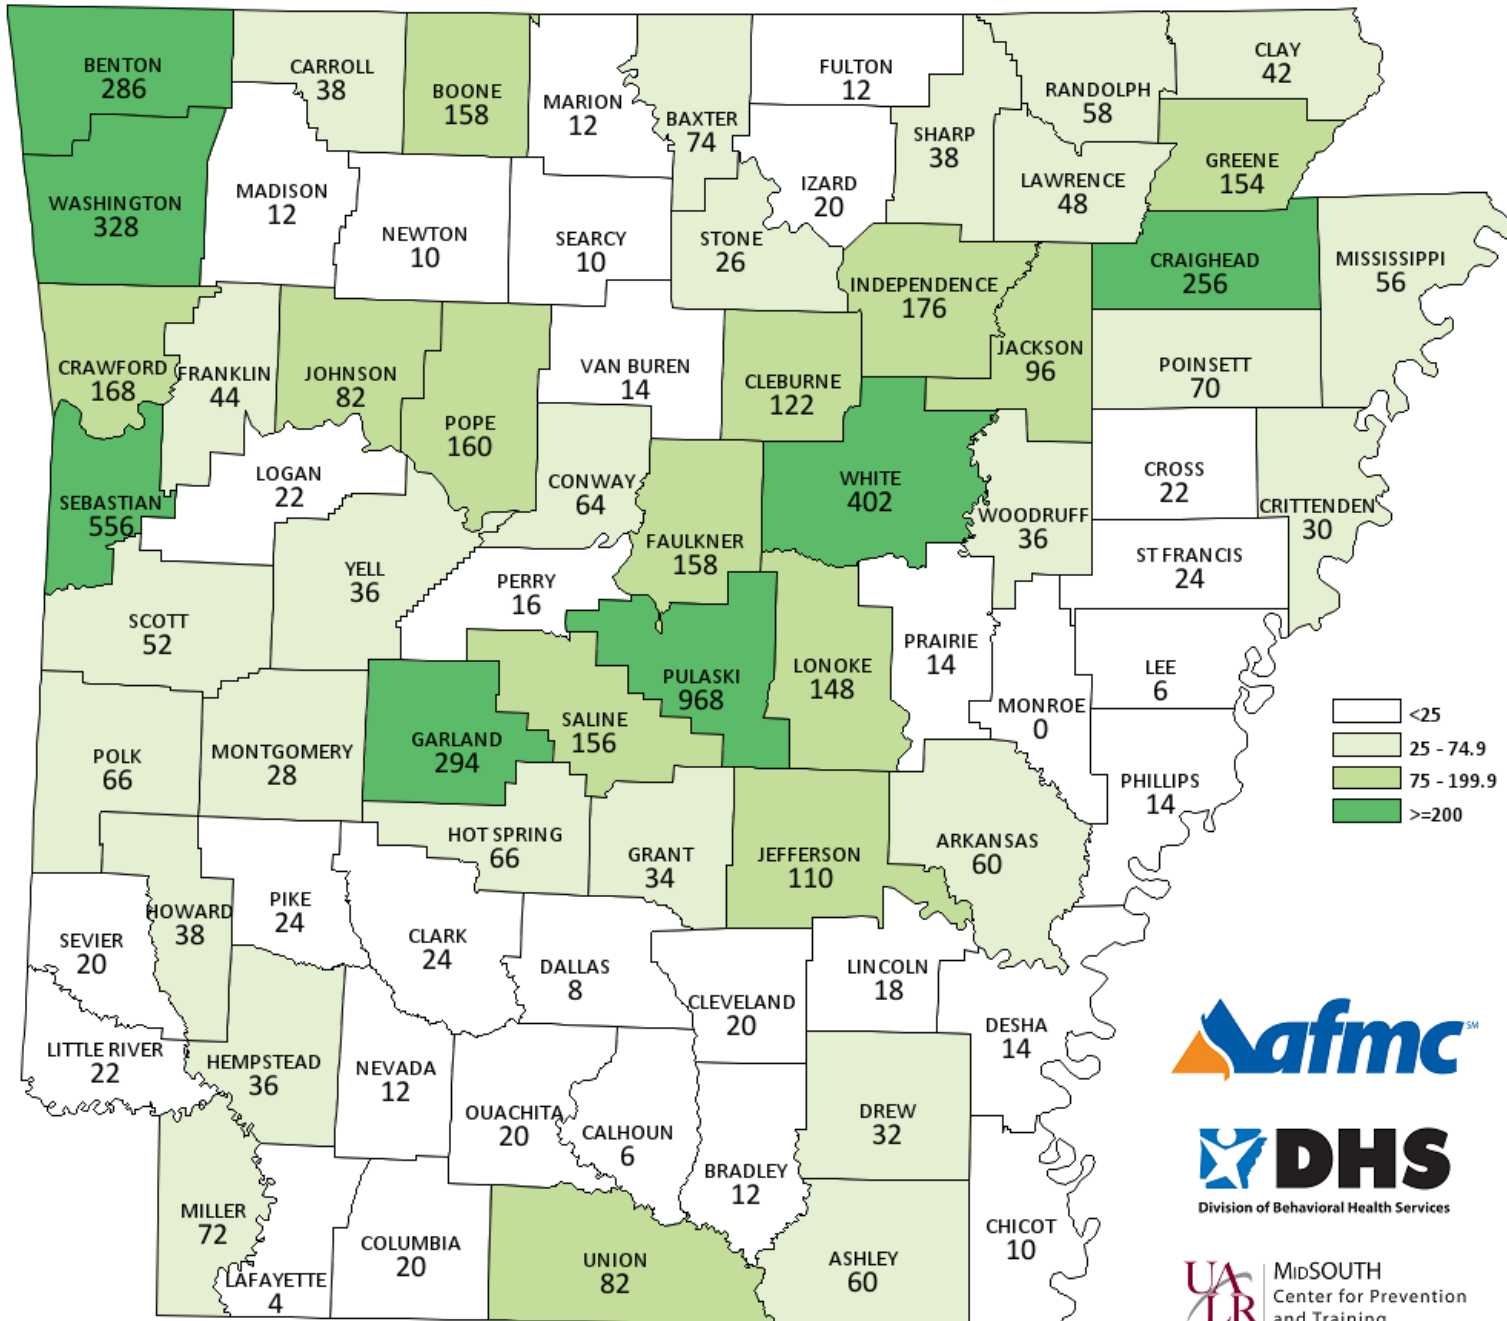 BENTON
286
CARROLL
38
BOONE
158
MARION
12
BAXTER
74
FULTON
12
SHARP
38
RANDOLPH
58
CLAY
42
GREENE
154
LAWRENCE
48
IZARD
20
WASHINGTON
328
MADISON
12
NEWTON
10
SEARCY
10
STONE
26
INDEPENDENCE
176
CRAIGHEAD
256
MISSISSIPPI
56
CRAWFORD
168
FRANKLIN
44
JOHNSON
82
POPE
160
VAN BUREN
14
CLEBURNE
122
JACKSON
96
POINSETT
70
SEBASTIAN
556
LOGAN
22
CONWAY
64
WHITE
402
WOODRUFF
36
CROSS
22
CRITTENDEN
30
FAULKNER
158
ST FRANCIS
24
YELL
36
PERRY
16
SCOTT
52
PRAIRIE
14
LEE
6
LONOKE
148
PULASKI
968
MONROE
0
SALINE
156
GARLAND
294
MONTGOMERY
28
POLK
66
PHILLIPS
14
<25
25 - 74.9
75 - 199.9
>=200
HOT SPRING
66
GRANT
34
JEFFERSON
110
ARKANSAS
60
HOWARD
38
PIKE
24
SEVIER
20
CLARK
24
DALLAS
8
LINCOLN
18
CLEVELAND
20
DESHA
14
LITTLE RIVER
22
HEMPSTEAD
36
NEVADA
12
OUACHITA
20
CALHOUN
6
DREW
32
BRADLEY
12
MILLER
72
LAFAYETTE
4
COLUMBIA
20
UNION
82
ASHLEY
60
CHICOT
10
afmc SM
DHS
Division of Behavioral Health Services
UALR
MIDSOUTH
Center for Prevention
and Training